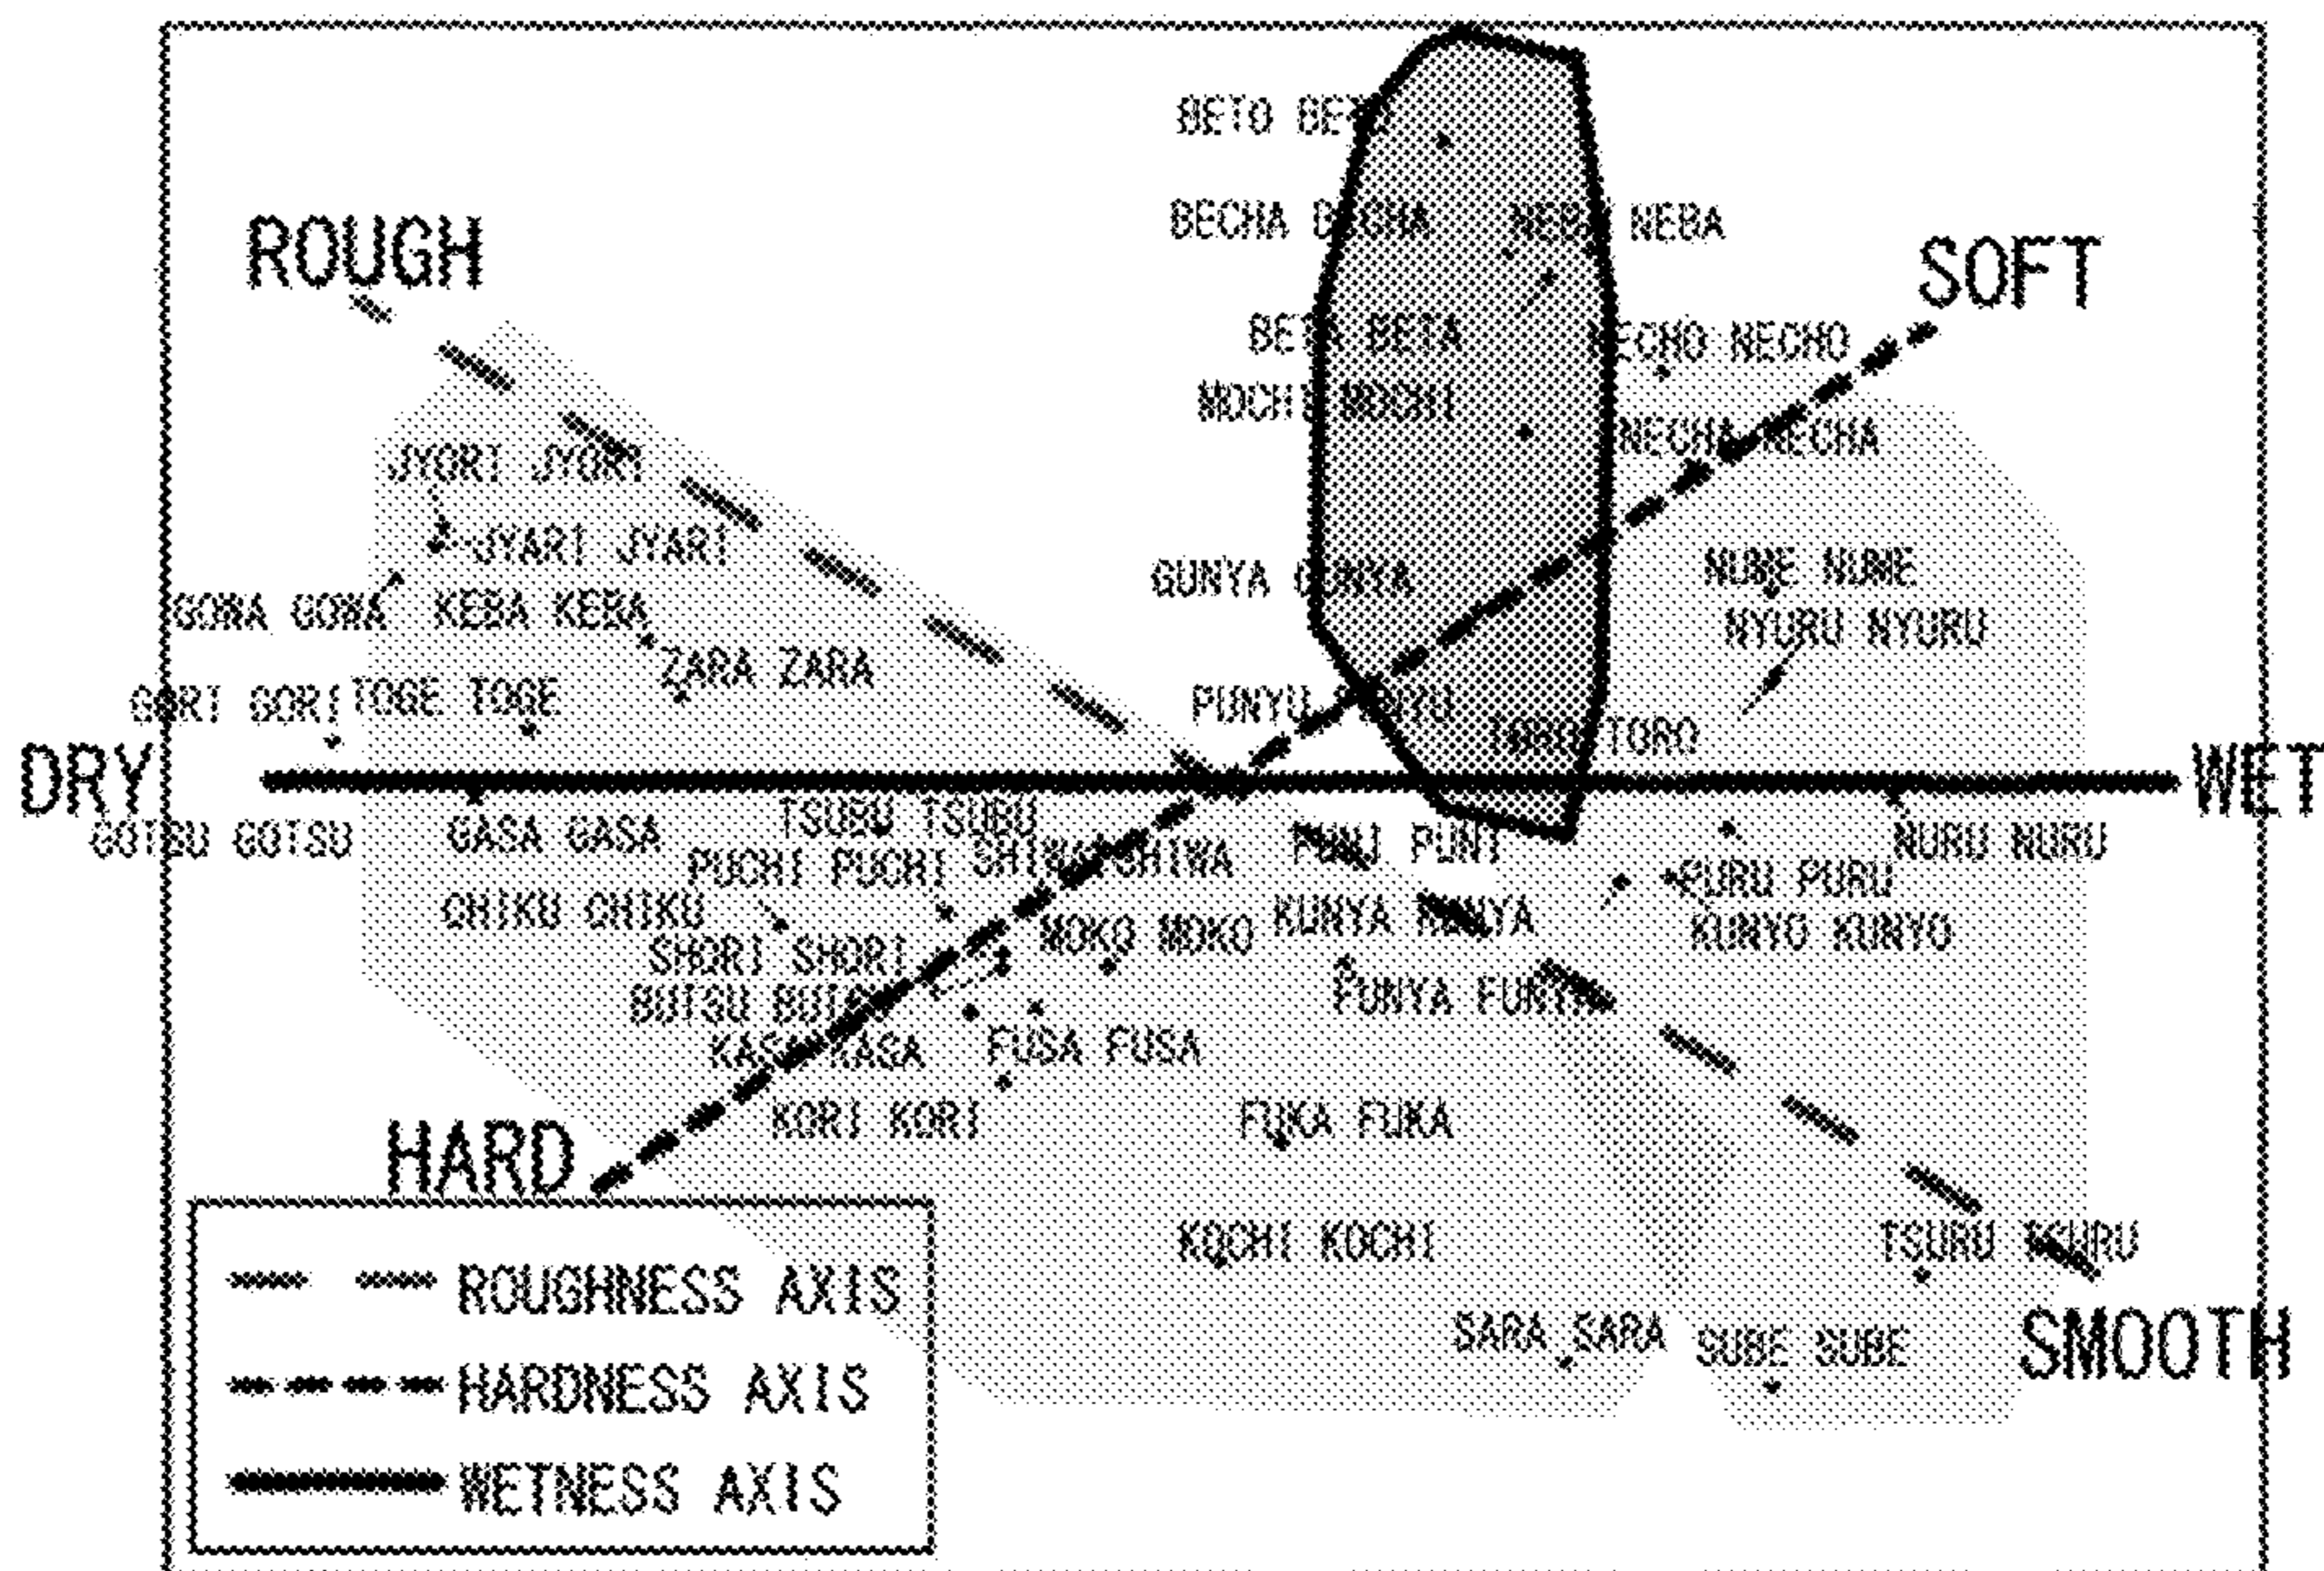 BETO BETO
BECHA BECHA
NEBA NEBA
ROUGH
SOFT
BETA BETA
NECHO NECHO
MOCHI MOCHI
NECHA NECHA
JYORI JYORI
JYARI JYARI
GUNYA GUNYA
NUME NUME
GOWA GOWA
KEBA KEBA
NYURU NYURU
ZARA ZARA
GORI GORI
TOGE TOGE
PUNYU PUNYU
TORO TORO
DRY
WET
GOTSU GOTSU
GASA GASA
TSUBU TSUBU
PUNI PUNI
NURU NURU
PUCHI PUCHI
SHIWA SHIWA
PURU PURU
CHIKU CHIKU
KUNYA KUNYA
MOKO MOKO
KUNYO KUNYO
SHORI SHORI
BUTSU BUTSU
FUNYA FUNYA
KASA KASA
FUSA FUSA
KORI KORI
FUKA FUKA
HARD
KOCHI KOCHI
TSURU TSURU
SARA SARA
SUBE SUBE
SMOOTH
ROUGHNESS AXIS
HARDNESS AXIS
WETNESS AXIS